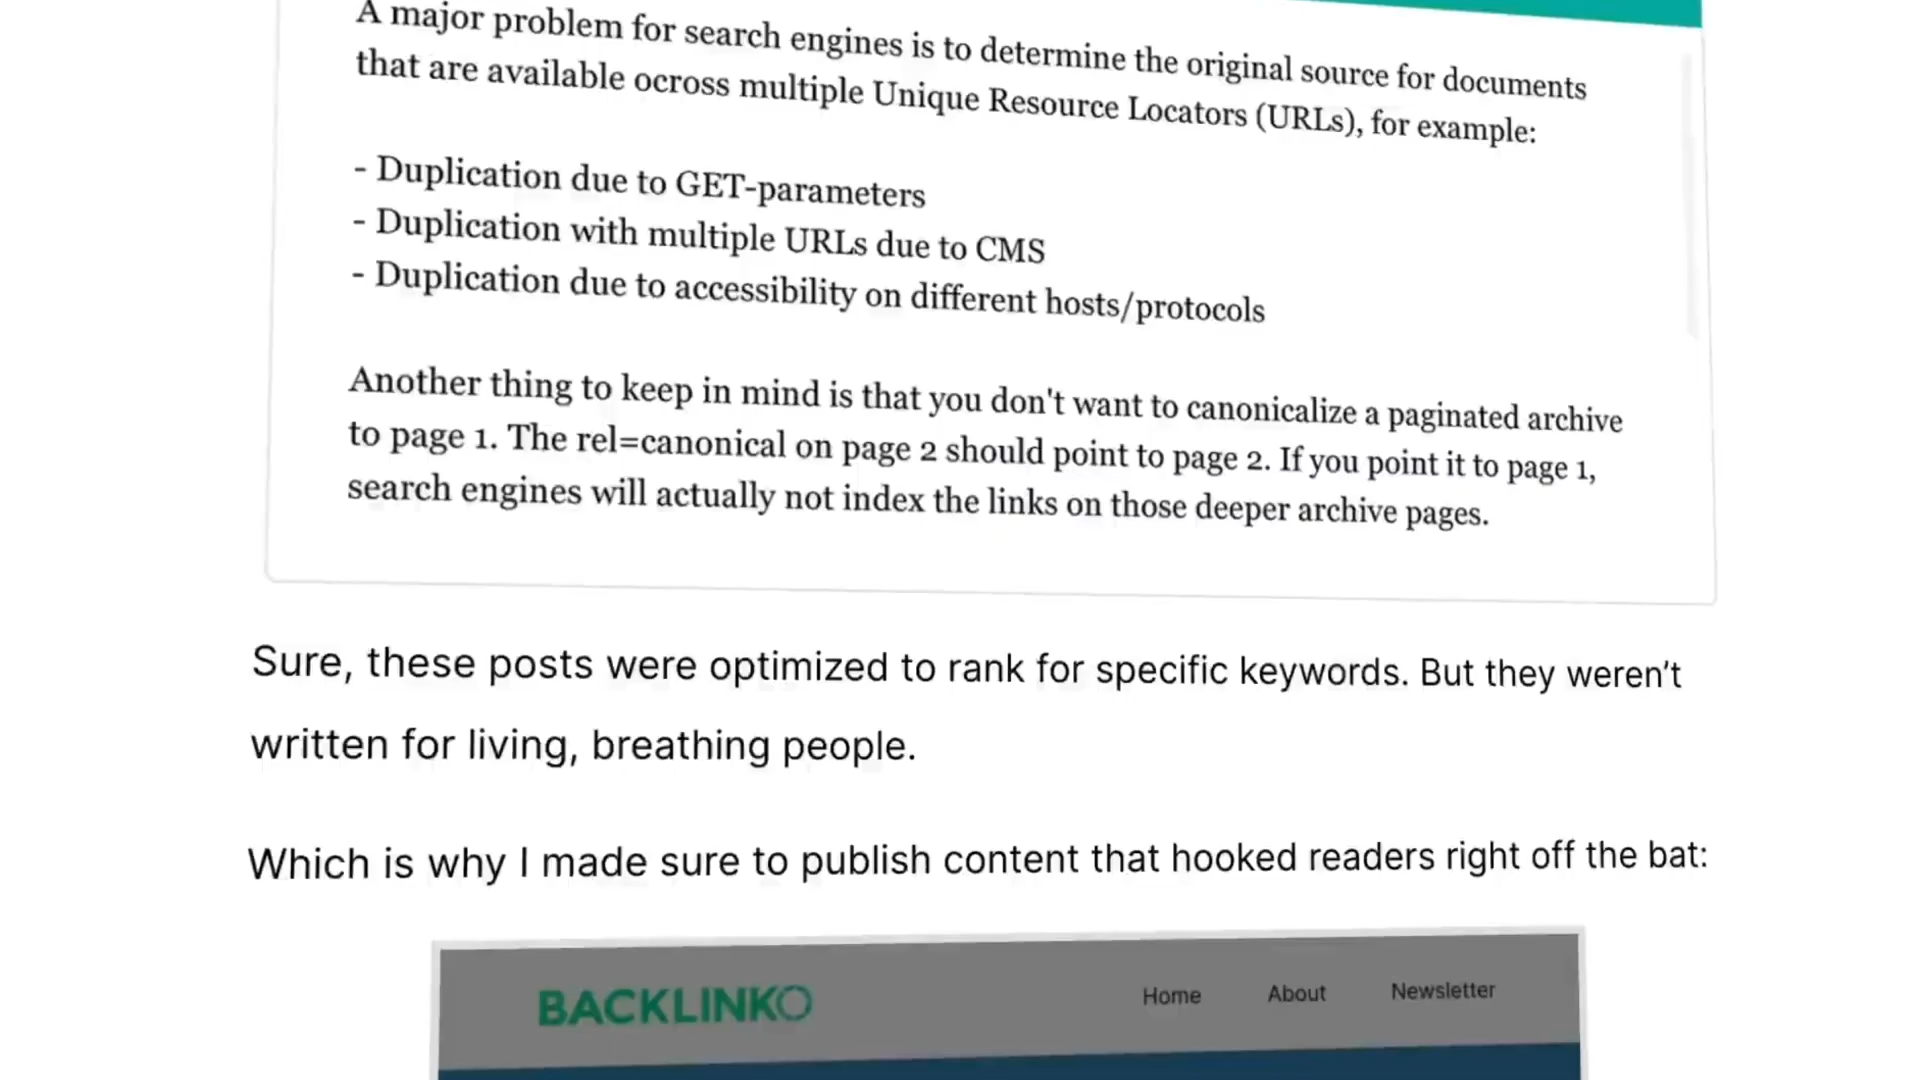 A major problem for search engines is to determine the original source for documents
that are available ocross multiple Unique Resource Locators (URLs), for example:
- Duplication due to GET-parameters
- Duplication with multiple URLs due to CMS
- Duplication due to accessibility on different hosts/protocols
Another thing to keep in mind is that you don't want to canonicalize a paginated archive
to page 1. The rel=canonical on page 2 should point to page 2. If you point it to page 1,
search engines will actually not index the links on those deeper archive pages.
Sure, these posts were optimized to rank for specific keywords. But they weren’t
written for living, breathing people.
Which is why I made sure to publish content that hooked readers right off the bat:
BACKLINKO Home About Newsletter